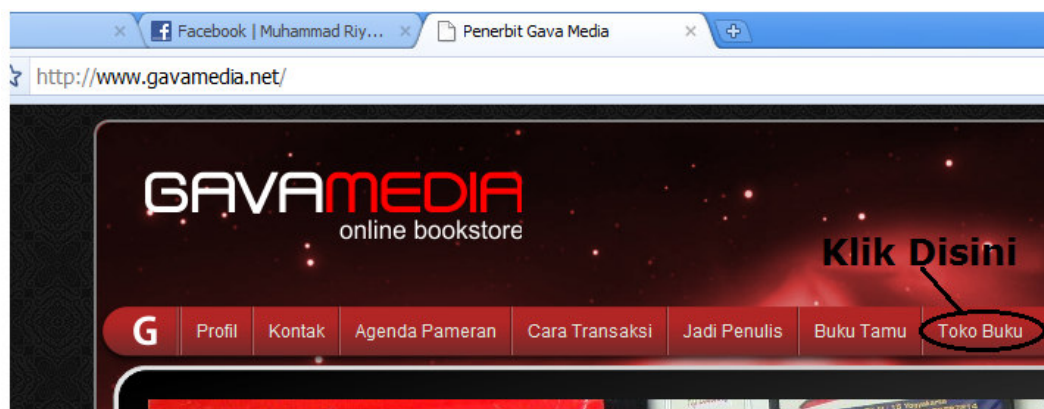 Facebook | Muhammad Riy...
Penerbit Gava Media
http://www.gavamedia.net/
GAVAMEDIA
online bookstore
Klik Disini
G
Profil
Kontak
Agenda Pameran
Cara Transaksi
Jadi Penulis
Buku Tamu
Toko Buku